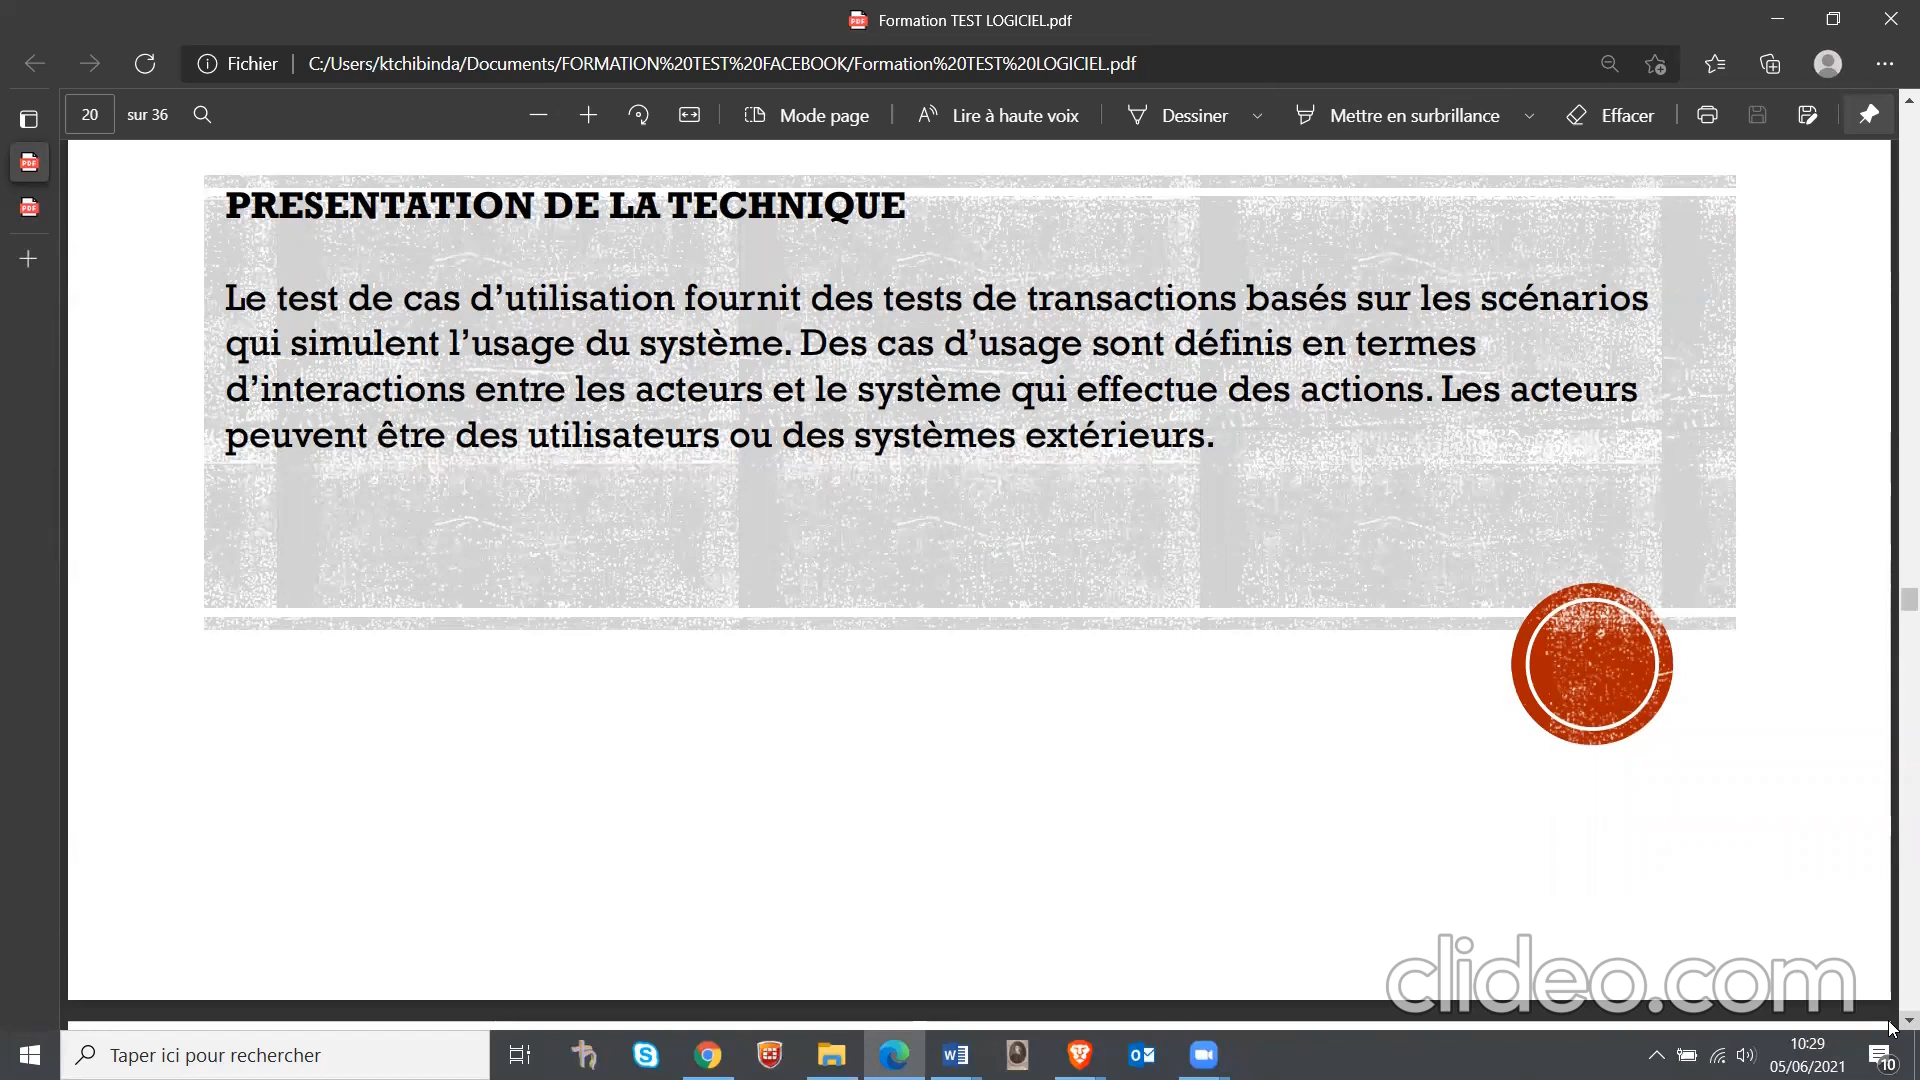 Formation TEST LOGICIEL.pdf
Fichier C:/Users/ktchibinda/Documents/FORMATION%20TEST%20FACEBOOK/Formation%20TEST%20LOGICIEL.pdf
20 sur 36 Mode page Lire à haute voix Dessiner Mettre en surbrillance Effacer
PDF
PDF
PRESENTATION DE LA TECHNIQUE
Le test de cas d’utilisation fournit des tests de transactions basés sur les scénarios
qui simulent l’usage du système. Des cas d’usage sont définis en termes
d’interactions entre les acteurs et le système qui effectue des actions. Les acteurs
peuvent être des utilisateurs ou des systèmes extérieurs.
clideo.com
Taper ici pour rechercher
10:29
05/06/2021
10